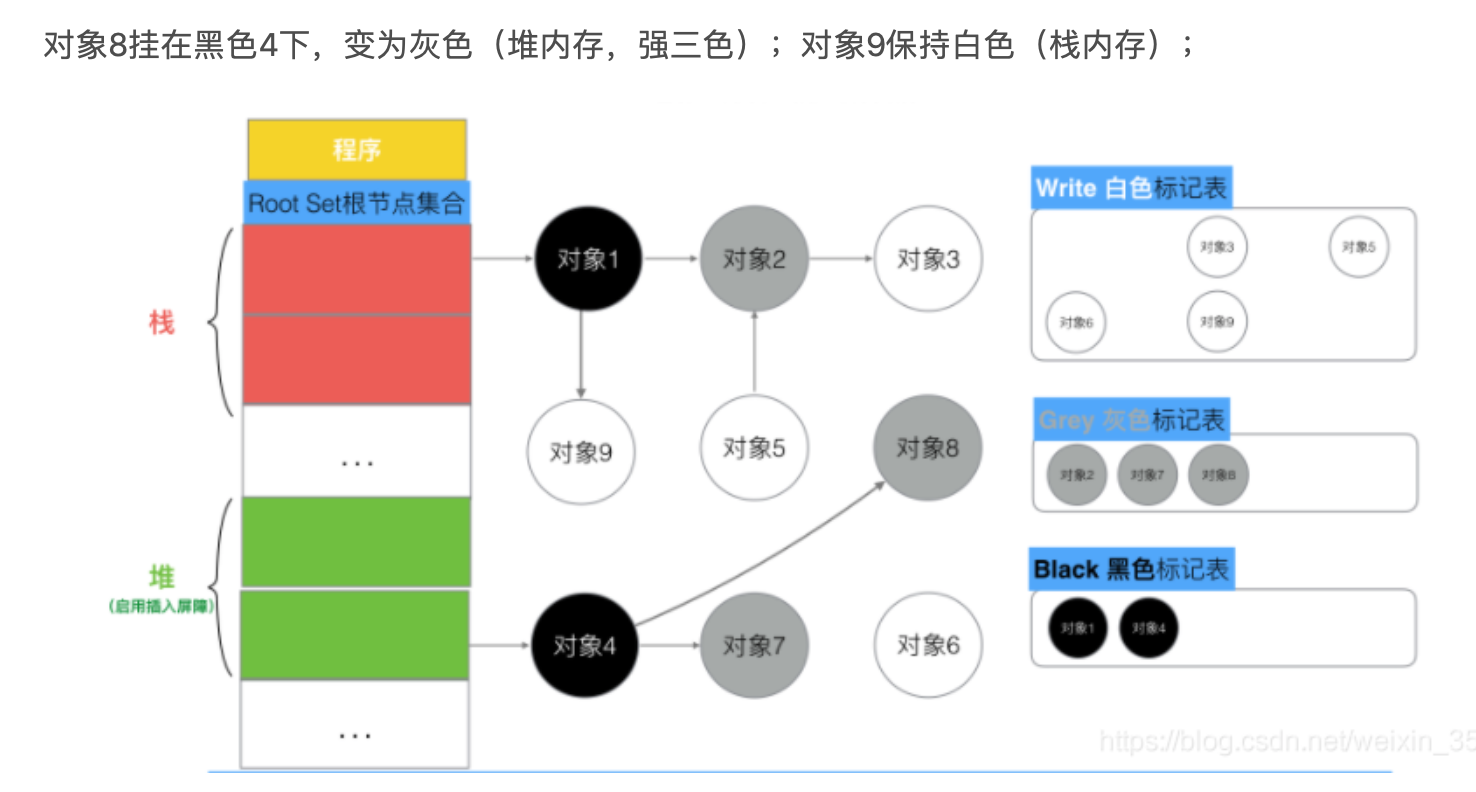 对象8挂在黑色4下，变为灰色（堆内存，强三色）；对象9保持白色（栈内存）；
程序
Root Set根节点集合
栈
...
堆
（启用插入屏障）
...
对象1
对象2
对象3
对象9
对象5
对象8
对象4
对象7
对象6
Write 白色标记表
对象3
对象5
对象6
对象9
Grey 灰色标记表
对象2
对象7
对象8
Black 黑色标记表
对象1
对象4
https://blog.csdn.net/weixin_35